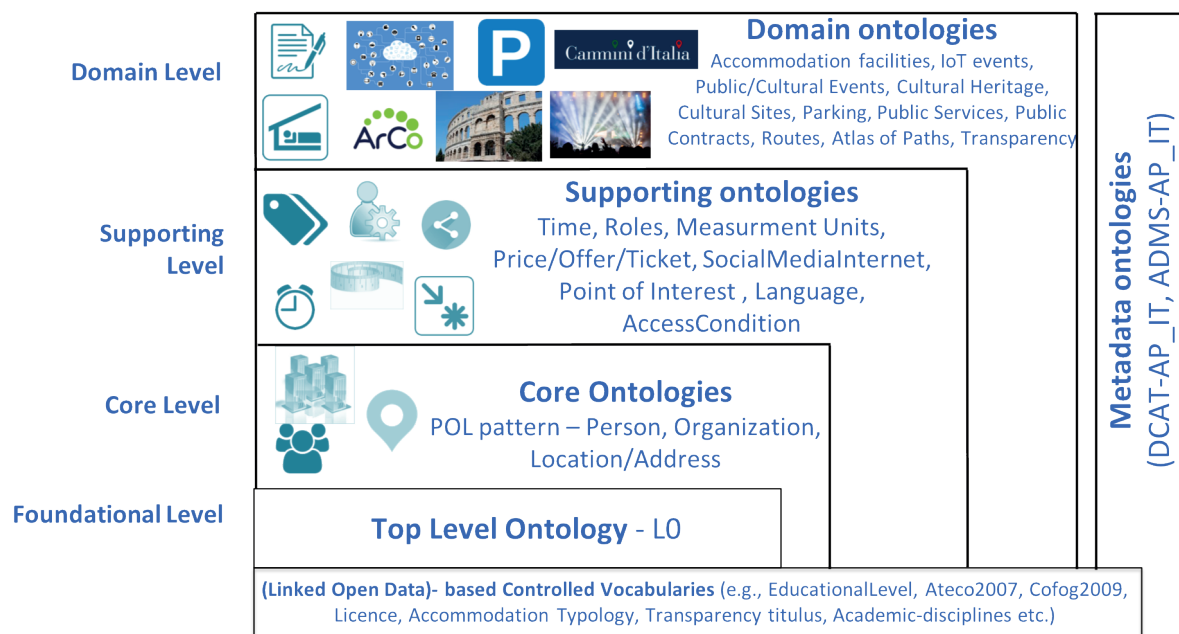 Domain Level
P
Cammini d'Italia
ArCo
Domain ontologies
Accommodation facilities, IoT events,
Public/Cultural Events, Cultural Heritage,
Cultural Sites, Parking, Public Services, Public
Contracts, Routes, Atlas of Paths, Transparency
Supporting
Level
Supporting ontologies
Time, Roles, Measurment Units,
Price/Offer/Ticket, SocialMediaInternet,
Point of Interest , Language,
AccessCondition
Core Level
Core Ontologies
POL pattern – Person, Organization,
Location/Address
Foundational Level
Top Level Ontology - L0
(Linked Open Data)- based Controlled Vocabularies (e.g., EducationalLevel, Ateco2007, Cofog2009,
Licence, Accommodation Typology, Transparency titulus, Academic-disciplines etc.)
Metadata ontologies
(DCAT-AP_IT, ADMS-AP_IT)